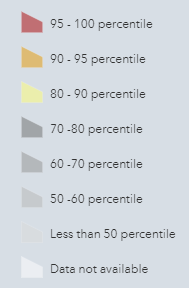 95 - 100 percentile
90 - 95 percentile
80 - 90 percentile
70 -80 percentile
60 -70 percentile
50 -60 percentile
Less than 50 percentile
Data not available